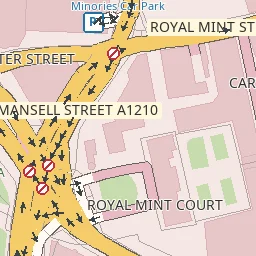 Minories Car Park
P
ROYAL MINT ST
TER STREET
CAR
MANSELL STREET A1210
ROYAL MINT COURT